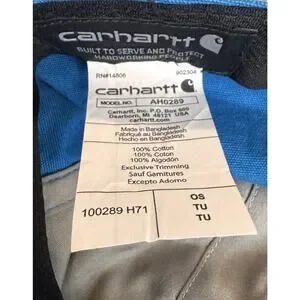 carhartt
BUILT TO SERVE AND PROTECT
HARDWORKING PEOPLE
RN#14806 902304
carhartt
MODEL NO. AH0289
Carhartt, Inc. P.O. Box 600
Dearborn, MI 48121 USA
carhartt.com
Made in Bangladesh
Fabriqué au Bangladesh
Hecho en Bangladesh
100% Cotton
100% Coton
100% Algodón
Exclusive Trimming
Sauf Garnitures
Excepto Adorno
100289 H71
OS
TU
TU